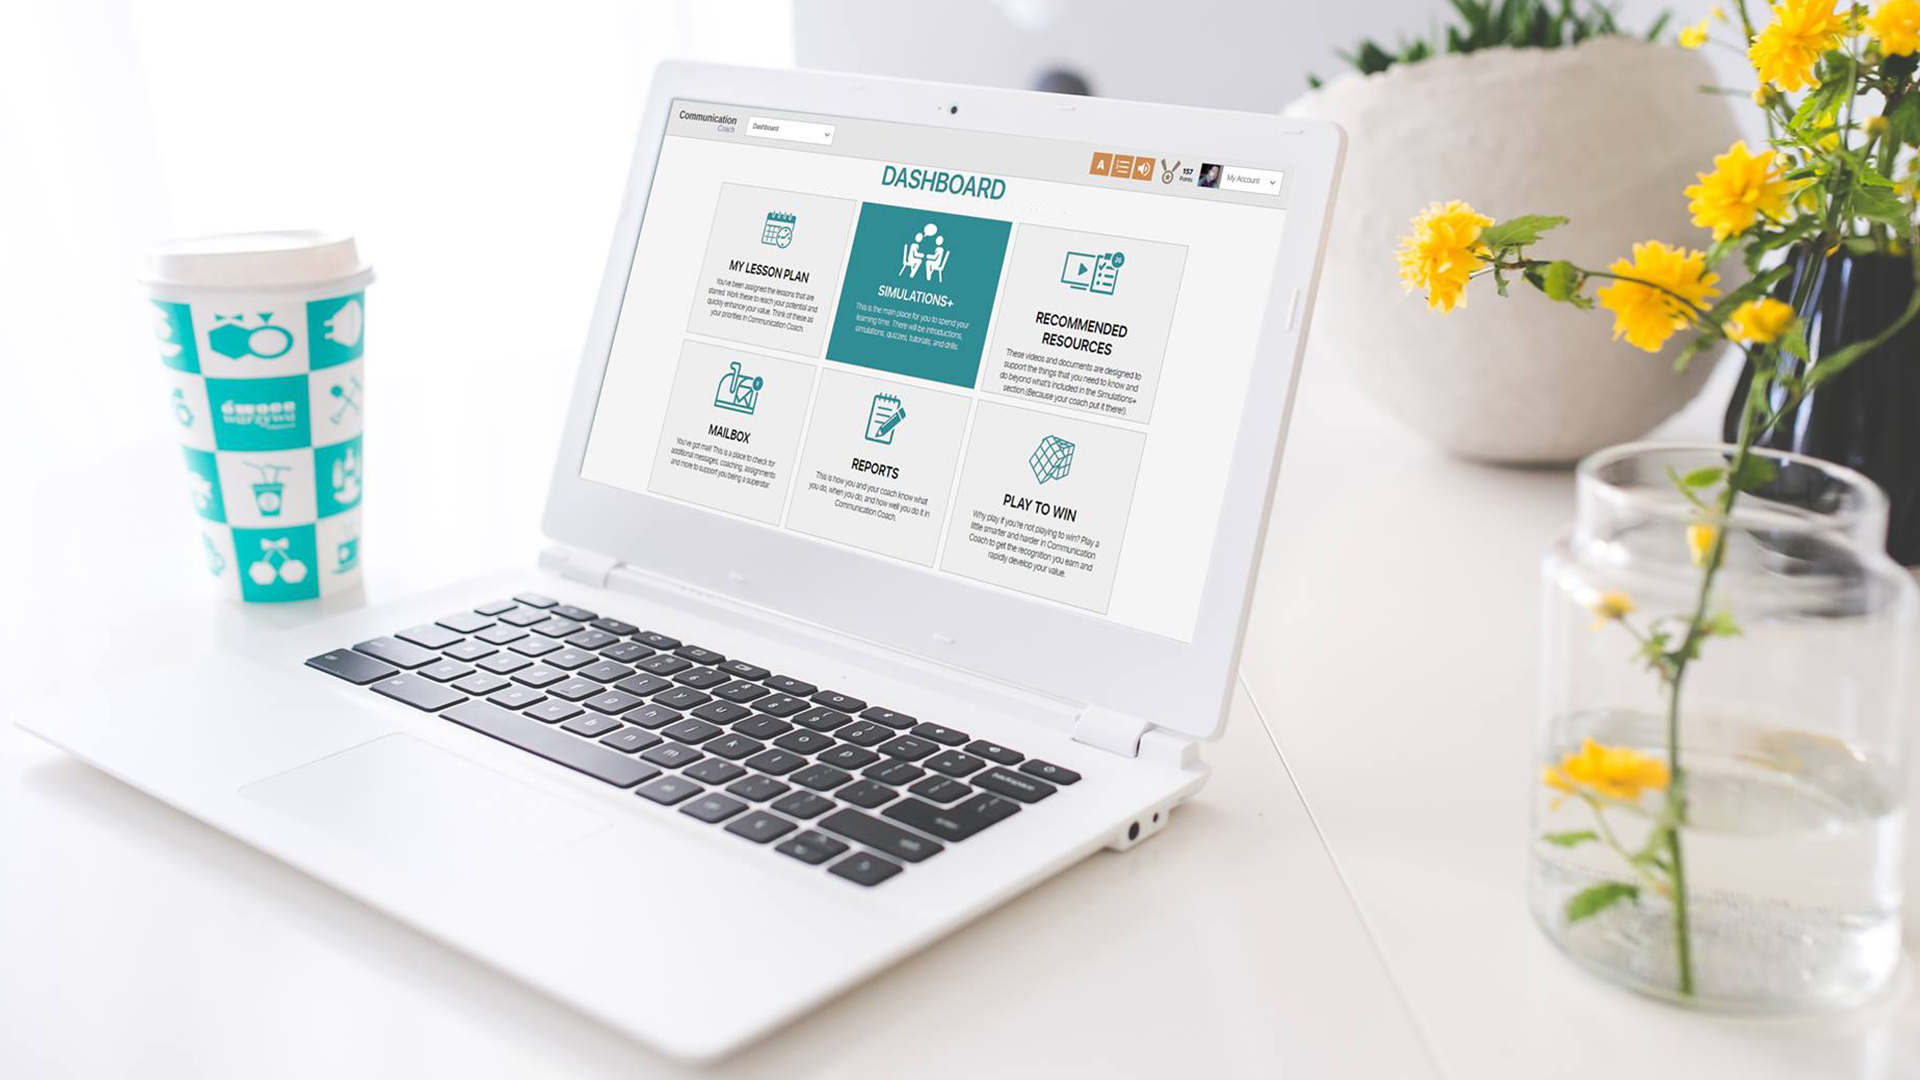 Communication
Coach
Dashboard
A
157
Points
My Account
DASHBOARD
MY LESSON PLAN
You've been assigned the lessons that are
starred. Work these to reach your potential and
quickly enhance your value. Think of these as
your priorities in Communication Coach.
SIMULATIONS+
This is the main place for you to spend your
learning time. There will be introductions,
simulations, quizzes, tutorials, and drills.
RECOMMENDED
RESOURCES
These videos and documents are designed to
support the things that you need to know and
do beyond what's included in the Simulations+
section.(Because your coach put it there!).
MAILBOX
You've got mail! This is a place to check for
additional messages, coaching, assignments
and more to support you being a superstar.
REPORTS
This is how you and your coach know what
you do, when you do, and how well you do it in
Communication Coach.
PLAY TO WIN
Why play if you're not playing to win? Play a
little smarter and harder in Communication
Coach to get the recognition you earn and
rapidly develop your value.
owoce
warzywa
backspace